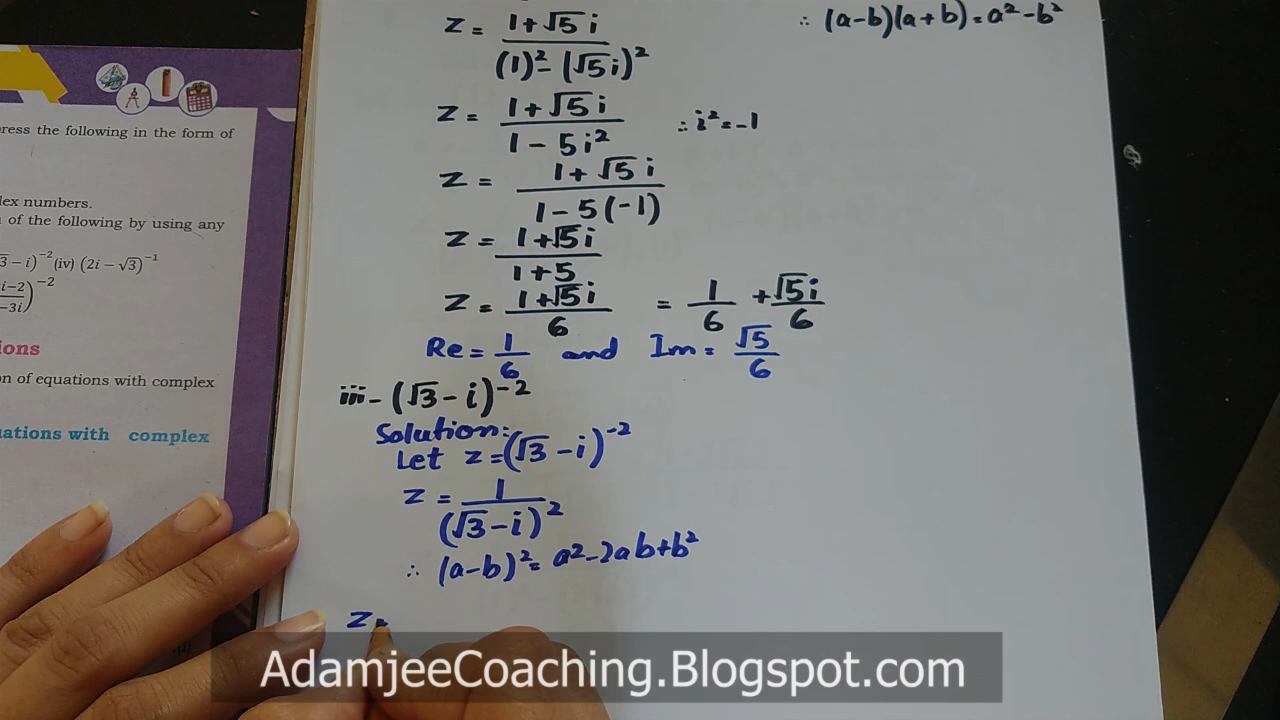 ress the following in the form of
lex numbers.
of the following by using any
√3 − i)⁻² (iv) (2i − √3)⁻¹
i−2
−3i)⁻²
ions
on of equations with complex
uations with complex
z = 1+√5 i / (1)² − (√5 i)²
∴ (a−b)(a+b) = a² − b²
z = 1+√5 i / 1 − 5i² ∴ i² = −1
z = 1+√5 i / 1 − 5(−1)
z = 1+√5i / 1+5
z = 1+√5i / 6 = 1/6 + √5i/6
Re = 1/6 and Im = √5/6
iii- (√3 − i)⁻²
Solution:
Let z = (√3 − i)⁻²
z = 1 / (√3 − i)²
∴ (a−b)² = a² − 2ab + b²
z =
AdamjeeCoaching.Blogspot.com